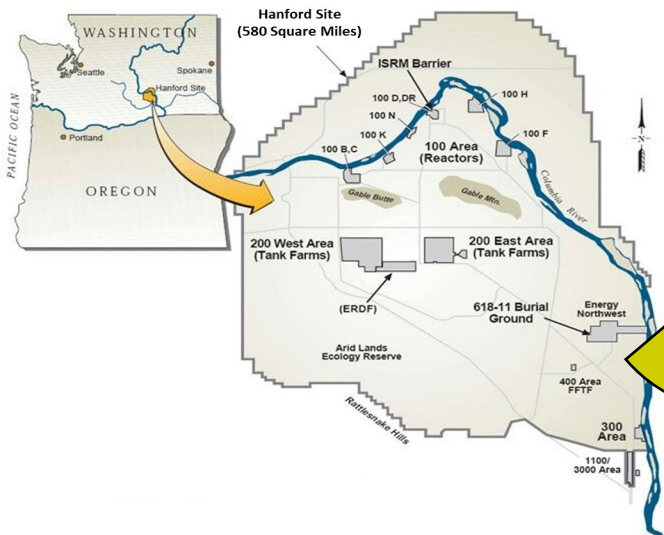 Hanford Site
(580 Square Miles)
WASHINGTON
Seattle
Spokane
Hanford Site
Portland
PACIFIC OCEAN
OREGON
ISRM Barrier
100 D,DR
100 H
100 N
100 K
100 F
100 B,C
100 Area
(Reactors)
N
Gable Butte
Gable Mtn.
Columbia River
200 West Area
(Tank Farms)
200 East Area
(Tank Farms)
(ERDF)
618-11 Burial
Ground
Energy
Northwest
Arid Lands
Ecology Reserve
400 Area
FFTF
Rattlesnake Hills
300
Area
1100/
3000 Area